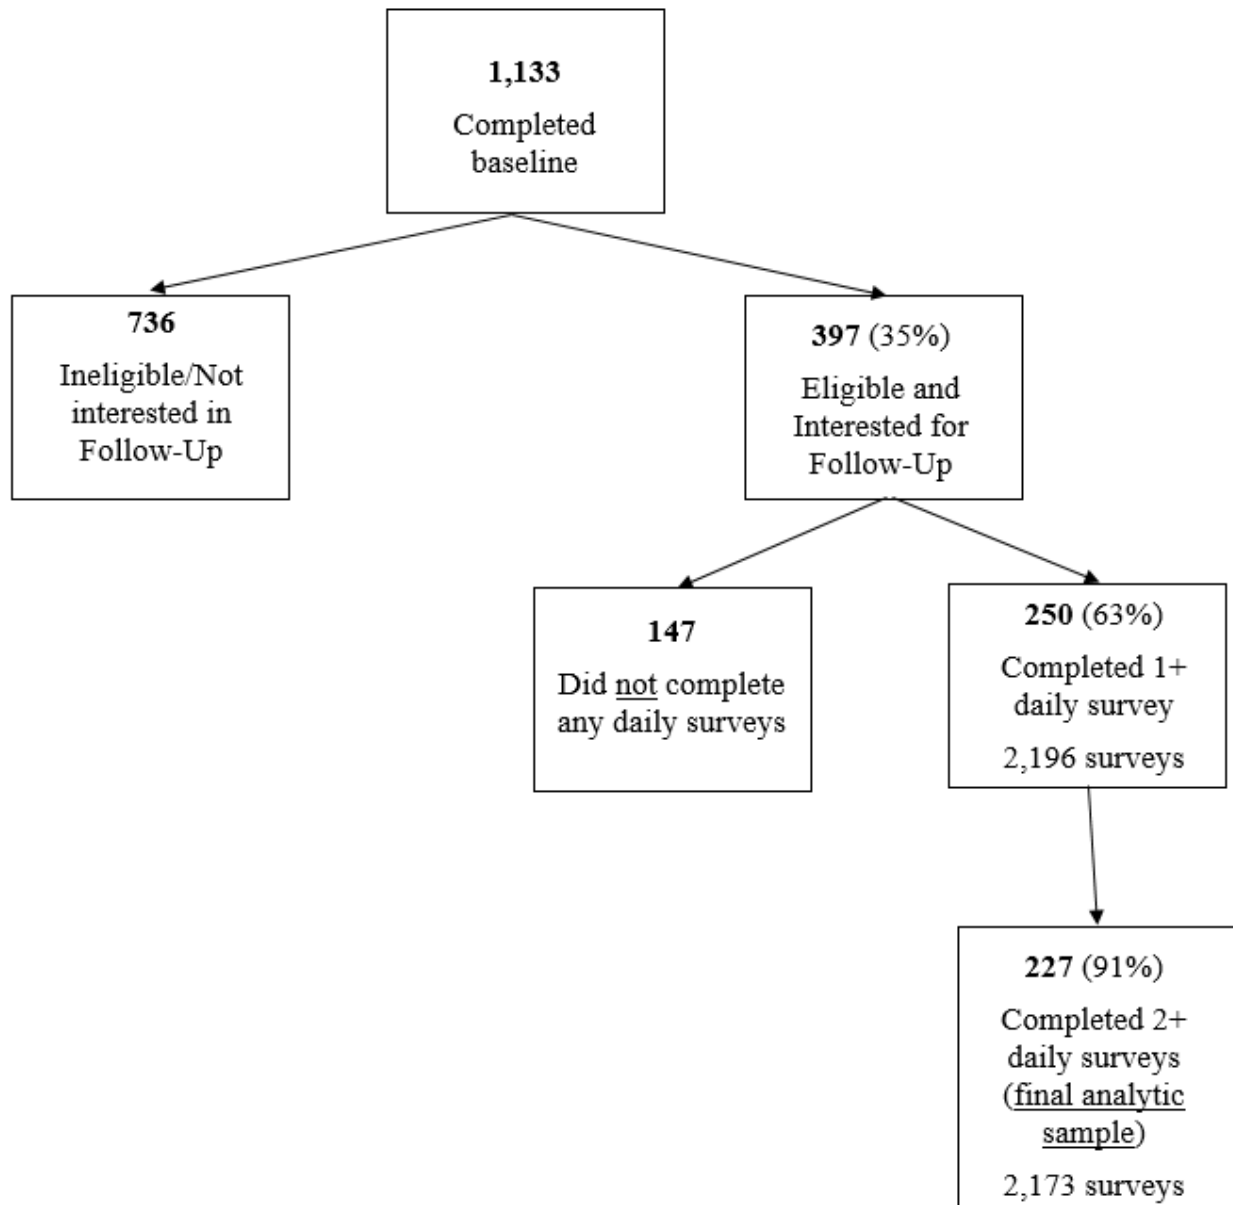 1,133
Completed
baseline
736
Ineligible/Not
interested in
Follow-Up
397 (35%)
Eligible and
Interested for
Follow-Up
147
Did not complete
any daily surveys
250 (63%)
Completed 1+
daily survey
2,196 surveys
227 (91%)
Completed 2+
daily surveys
(final analytic
sample)
2,173 surveys